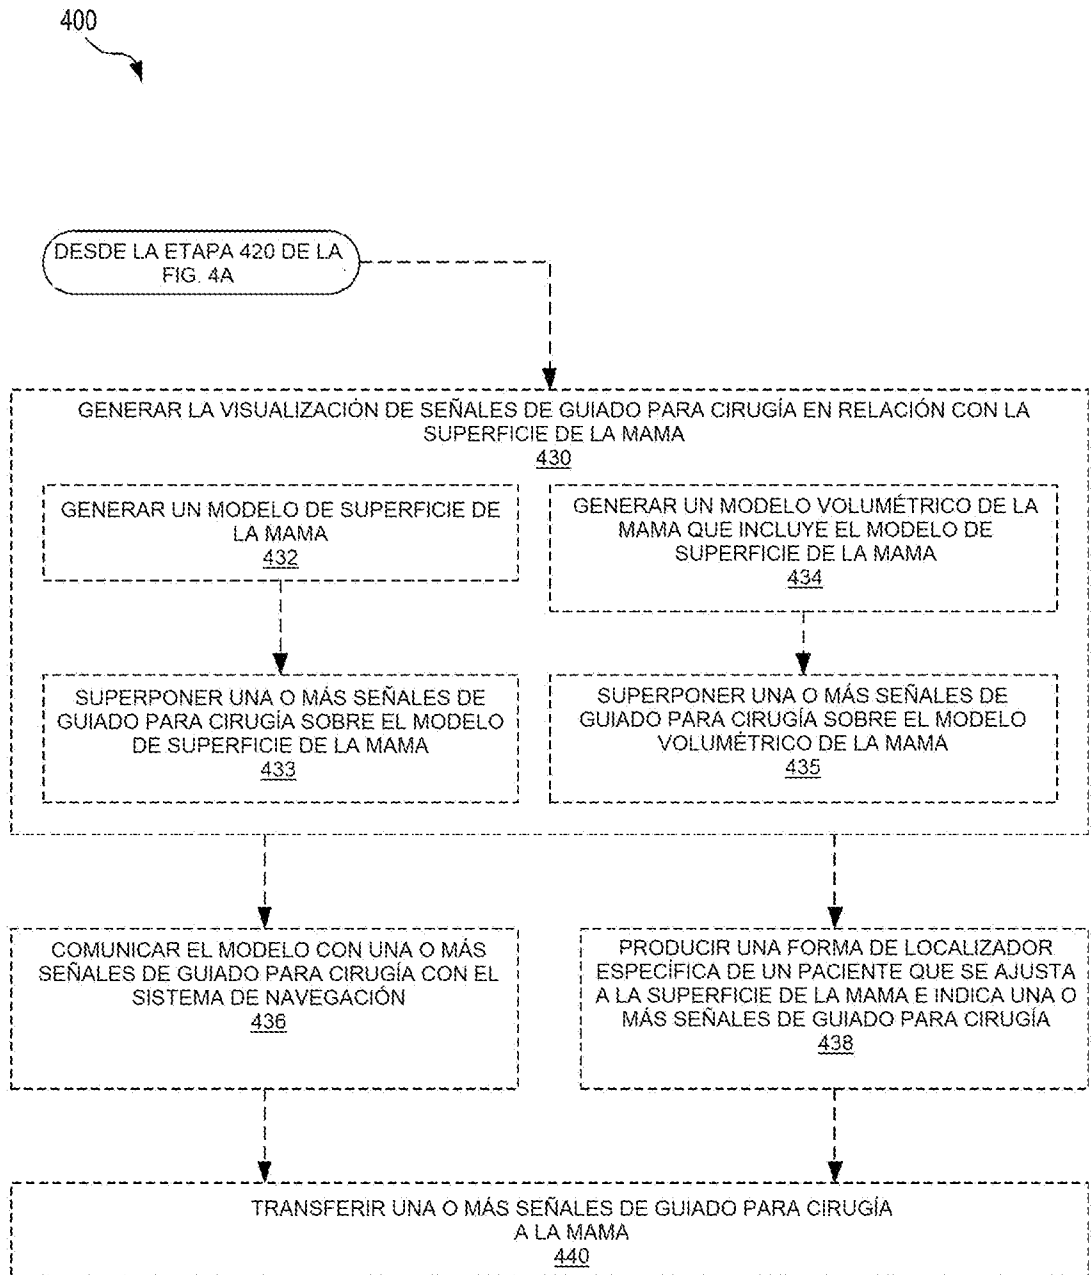 400
DESDE LA ETAPA 420 DE LA
FIG. 4A
GENERAR LA VISUALIZACIÓN DE SEÑALES DE GUIADO PARA CIRUGÍA EN RELACIÓN CON LA
SUPERFICIE DE LA MAMA
430
GENERAR UN MODELO DE SUPERFICIE DE
LA MAMA
432
GENERAR UN MODELO VOLUMÉTRICO DE LA
MAMA QUE INCLUYE EL MODELO DE
SUPERFICIE DE LA MAMA
434
SUPERPONER UNA O MÁS SEÑALES DE
GUIADO PARA CIRUGÍA SOBRE EL MODELO
DE SUPERFICIE DE LA MAMA
433
SUPERPONER UNA O MÁS SEÑALES DE
GUIADO PARA CIRUGÍA SOBRE EL MODELO
VOLUMÉTRICO DE LA MAMA
435
COMUNICAR EL MODELO CON UNA O MÁS
SEÑALES DE GUIADO PARA CIRUGÍA CON EL
SISTEMA DE NAVEGACIÓN
436
PRODUCIR UNA FORMA DE LOCALIZADOR
ESPECÍFICA DE UN PACIENTE QUE SE AJUSTA
A LA SUPERFICIE DE LA MAMA E INDICA UNA O
MÁS SEÑALES DE GUIADO PARA CIRUGÍA
438
TRANSFERIR UNA O MÁS SEÑALES DE GUIADO PARA CIRUGÍA
A LA MAMA
440